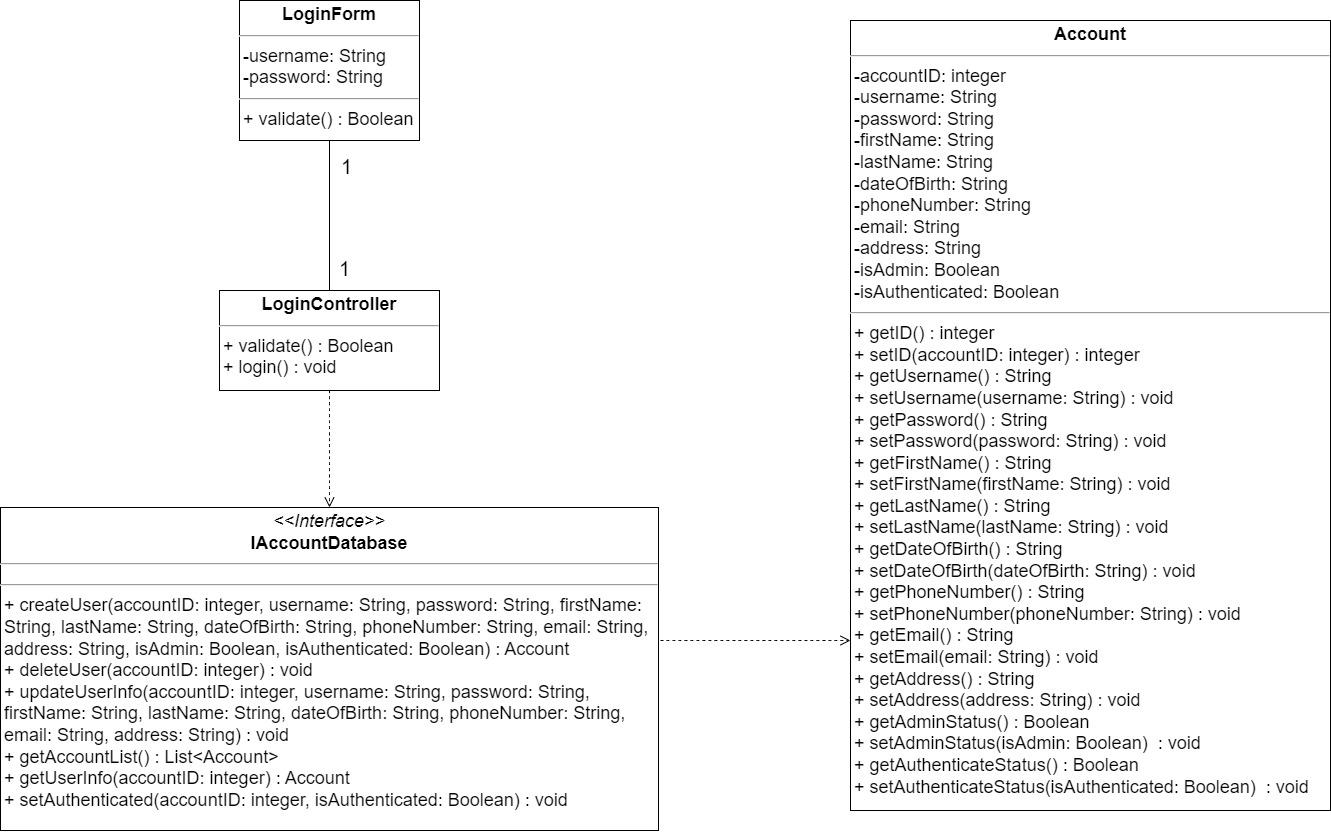 LoginForm
-username: String
-password: String
+ validate() : Boolean
1
1
LoginController
+ validate() : Boolean
+ login() : void
<<Interface>>
IAccountDatabase
+ createUser(accountID: integer, username: String, password: String, firstName:
String, lastName: String, dateOfBirth: String, phoneNumber: String, email: String,
address: String, isAdmin: Boolean, isAuthenticated: Boolean) : Account
+ deleteUser(accountID: integer) : void
+ updateUserInfo(accountID: integer, username: String, password: String,
firstName: String, lastName: String, dateOfBirth: String, phoneNumber: String,
email: String, address: String) : void
+ getAccountList() : List<Account>
+ getUserInfo(accountID: integer) : Account
+ setAuthenticated(accountID: integer, isAuthenticated: Boolean) : void
Account
-accountID: integer
-username: String
-password: String
-firstName: String
-lastName: String
-dateOfBirth: String
-phoneNumber: String
-email: String
-address: String
-isAdmin: Boolean
-isAuthenticated: Boolean
+ getID() : integer
+ setID(accountID: integer) : integer
+ getUsername() : String
+ setUsername(username: String) : void
+ getPassword() : String
+ setPassword(password: String) : void
+ getFirstName() : String
+ setFirstName(firstName: String) : void
+ getLastName() : String
+ setLastName(lastName: String) : void
+ getDateOfBirth() : String
+ setDateOfBirth(dateOfBirth: String) : void
+ getPhoneNumber() : String
+ setPhoneNumber(phoneNumber: String) : void
+ getEmail() : String
+ setEmail(email: String) : void
+ getAddress() : String
+ setAddress(address: String) : void
+ getAdminStatus() : Boolean
+ setAdminStatus(isAdmin: Boolean)  : void
+ getAuthenticateStatus() : Boolean
+ setAuthenticateStatus(isAuthenticated: Boolean)  : void